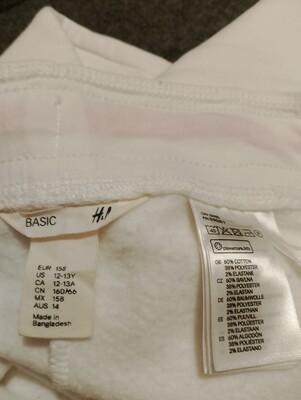 BASIC H&M
EUR 158
US 12-13Y
CA 12-13A
CN 160/66
MX 158
AUS 14
Made in
Bangladesh
GB 60% COTTON
38% POLYESTER
2% ELASTANE
CZ 60% BAVLNA
38% POLYESTER
2% ELASTAN
DE 60% BAUMWOLLE
38% POLYESTER
2% ELASTAN
EE 60% PUUVILL
38% POLÜESTER
2% ELASTAAN
ES 60% ALGODÓN
38% POLIÉSTER
2% ELASTANO